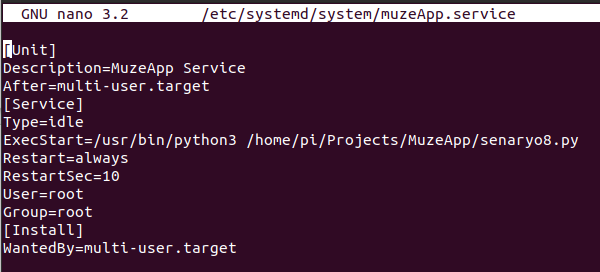 GNU nano 3.2 /etc/systemd/system/muzeApp.service
[Unit]
Description=MuzeApp Service
After=multi-user.target
[Service]
Type=idle
ExecStart=/usr/bin/python3 /home/pi/Projects/MuzeApp/senaryo8.py
Restart=always
RestartSec=10
User=root
Group=root
[Install]
WantedBy=multi-user.target